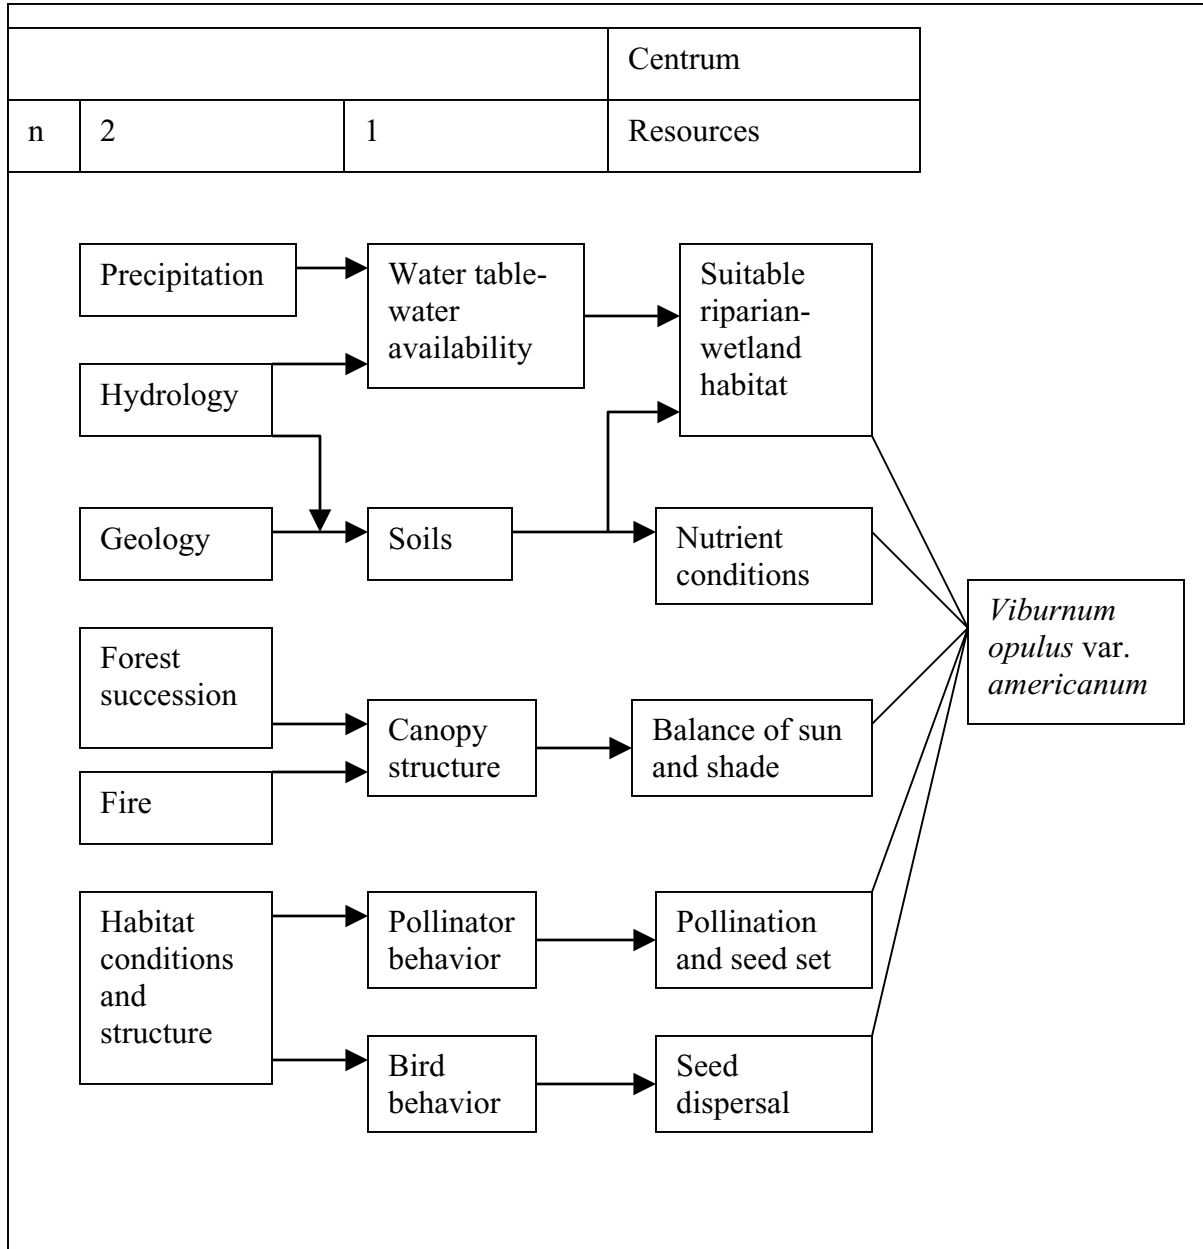 Centrum
n
2
1
Resources
Precipitation
Water table-
water
availability
Suitable
riparian-
wetland
habitat
Hydrology
Geology
Soils
Nutrient
conditions
Viburnum
opulus var.
americanum
Forest
succession
Canopy
structure
Balance of sun
and shade
Fire
Habitat
conditions
and
structure
Pollinator
behavior
Pollination
and seed set
Bird
behavior
Seed
dispersal